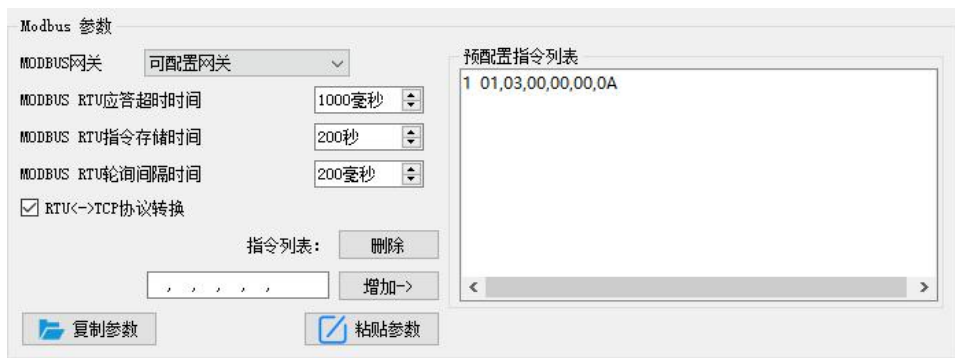 Modbus 参数
MODBUS网关 可配置网关
MODBUS RTU应答超时时间 1000毫秒
MODBUS RTU指令存储时间 200秒
MODBUS RTU轮询间隔时间 200毫秒
RTU<->TCP协议转换
指令列表: 删除
, , , , , 增加->
复制参数 粘贴参数
预配置指令列表
1 01,03,00,00,00,0A